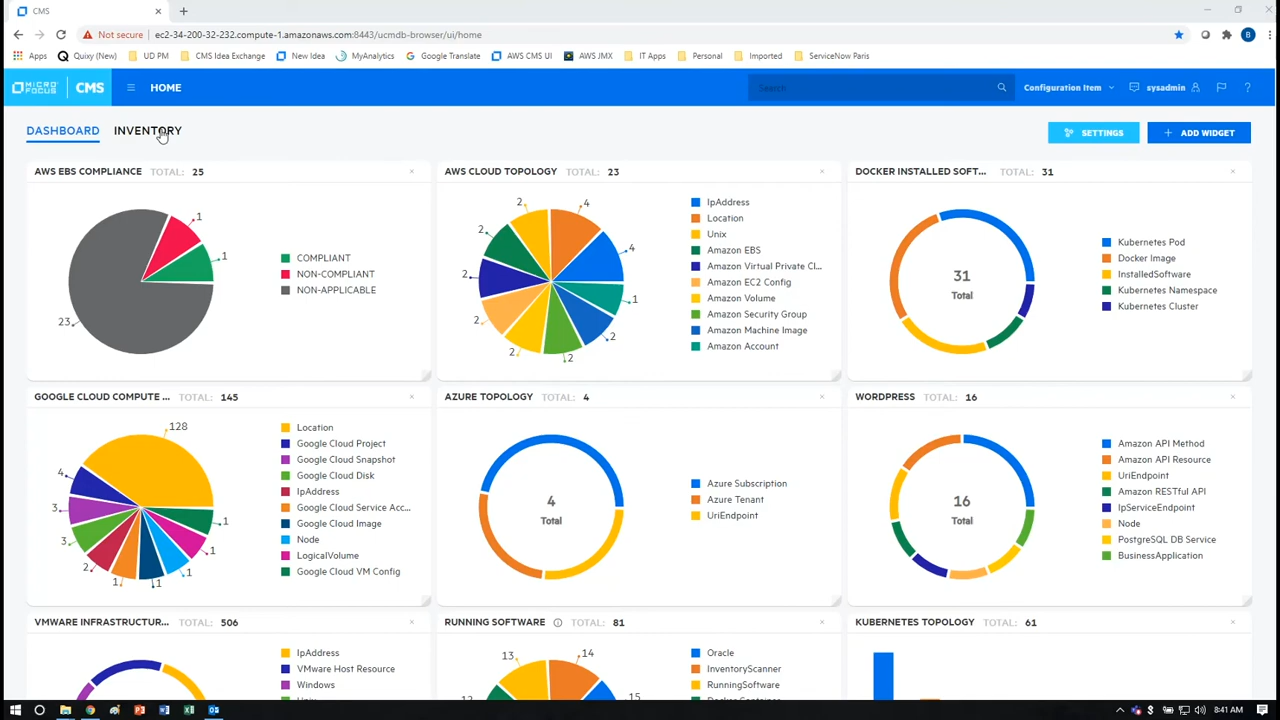 CMS
Not secure
ec2-34-200-32-232.compute-1.amazonaws.com:8443/ucmdb-browser/ui/home
B
Apps
Quixy (New)
UD PM
CMS Idea Exchange
New Idea
MyAnalytics
Google Translate
AWS CMS UI
AWS JMX
IT Apps
Personal
Imported
ServiceNow Paris
MICRO FOCUS
CMS
HOME
Search
Configuration Item
sysadmin
?
DASHBOARD
INVENTORY
SETTINGS
+ ADD WIDGET
AWS EBS COMPLIANCE TOTAL: 25
1
1
23
COMPLIANT
NON-COMPLIANT
NON-APPLICABLE
AWS CLOUD TOPOLOGY TOTAL: 23
2
4
2
4
2
1
2
2
2
2
IpAddress
Location
Unix
Amazon EBS
Amazon Virtual Private Cl...
Amazon EC2 Config
Amazon Volume
Amazon Security Group
Amazon Machine Image
Amazon Account
DOCKER INSTALLED SOFT... TOTAL: 31
31
Total
Kubernetes Pod
Docker Image
InstalledSoftware
Kubernetes Namespace
Kubernetes Cluster
GOOGLE CLOUD COMPUTE ... TOTAL: 145
128
4
3
3
2
1
1
1
1
1
Location
Google Cloud Project
Google Cloud Snapshot
Google Cloud Disk
IpAddress
Google Cloud Service Acc...
Google Cloud Image
Node
LogicalVolume
Google Cloud VM Config
AZURE TOPOLOGY TOTAL: 4
4
Total
Azure Subscription
Azure Tenant
UriEndpoint
WORDPRESS TOTAL: 16
16
Total
Amazon API Method
Amazon API Resource
UriEndpoint
Amazon RESTful API
IpServiceEndpoint
Node
PostgreSQL DB Service
BusinessApplication
VMWARE INFRASTRUCTUR... TOTAL: 506
IpAddress
VMware Host Resource
Windows
RUNNING SOFTWARE TOTAL: 81
13
14
15
12
Oracle
InventoryScanner
RunningSoftware
KUBERNETES TOPOLOGY TOTAL: 61
8:41 AM